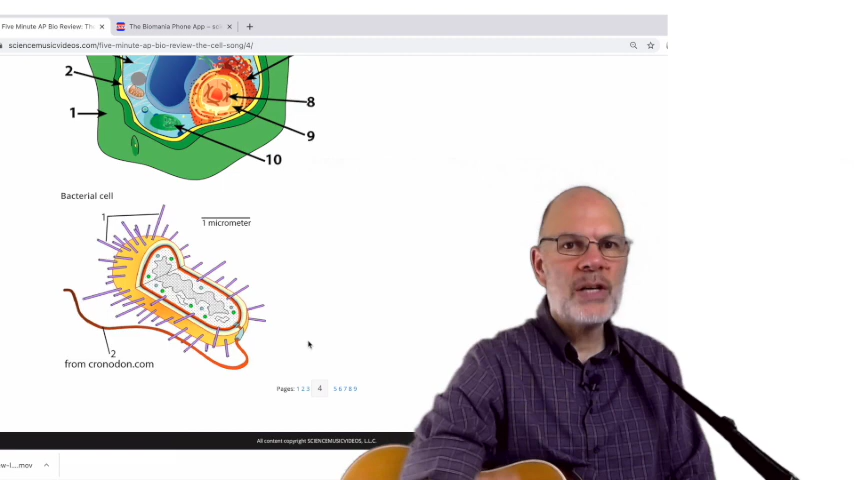 Five Minute AP Bio Review: Th
The Biomania Phone App – sci
sciencemusicvideos.com/five-minute-ap-bio-review-the-cell-song/4/
2
1
8
9
10
Bacterial cell
1
1 micrometer
2
from cronodon.com
Pages: 1 2 3 4 5 6 7 8 9
All content copyright SCIENCEMUSICVIDEOS, L.L.C.
w-l....mov